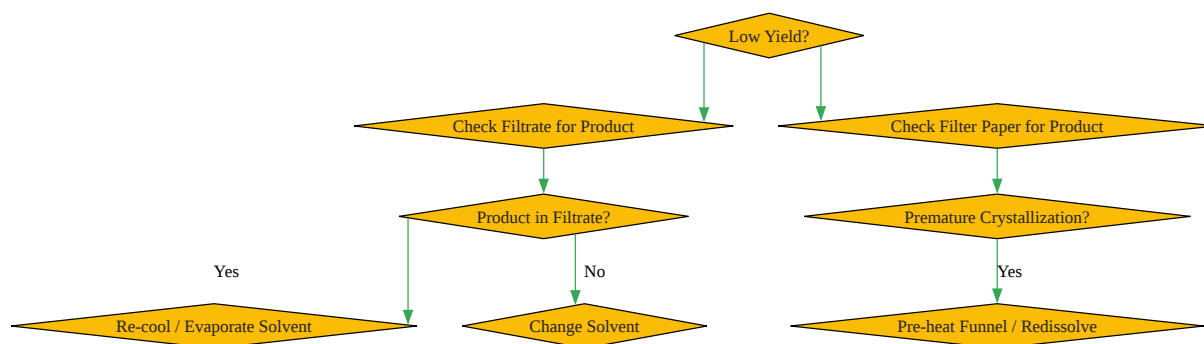 Low Yield?
Check Filtrate for Product
Check Filter Paper for Product
Product in Filtrate?
Premature Crystallization?
Yes
No
Yes
Re-cool / Evaporate Solvent
Change Solvent
Pre-heat Funnel / Redissolve